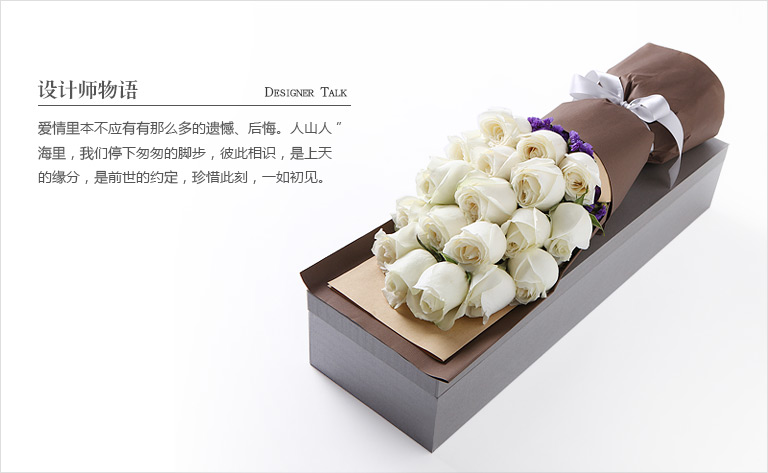 设计师物语 DESIGNER TALK
爱情里本不应有有那么多的遗憾、后悔。人山人 ”
海里，我们停下匆匆的脚步，彼此相识，是上天
的缘分，是前世的约定，珍惜此刻，一如初见。